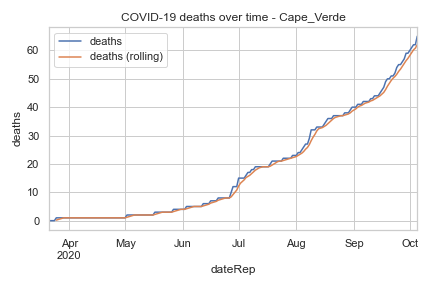 COVID-19 deaths over time - Cape_Verde
deaths
deaths (rolling)
60
50
40
30
20
10
0
deaths
Apr
2020
May
Jun
Jul
Aug
Sep
Oct
dateRep